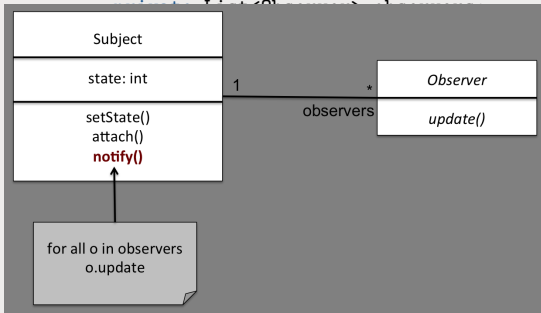 Subject
state: int
setState()
attach()
notify()
1
*
observers
Observer
update()
for all o in observers
o.update